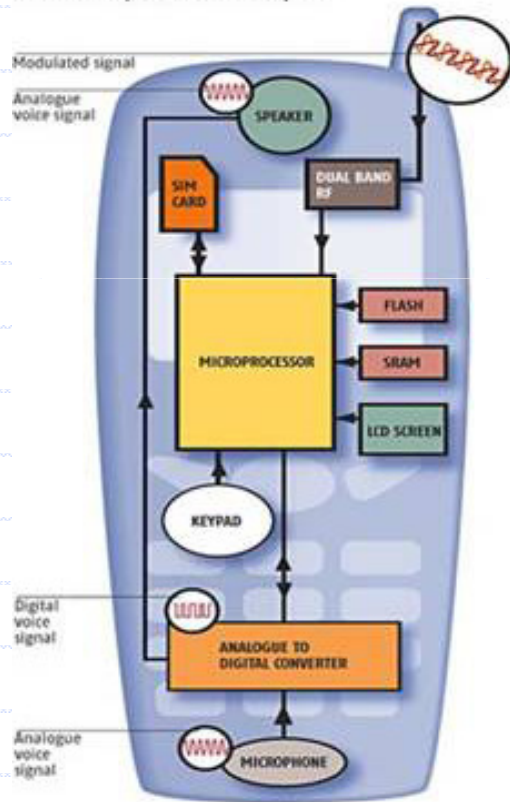 Modulated signal
Analogue
voice signal
SPEAKER
SIM
CARD
DUAL BAND
RF
MICROPROCESSOR
FLASH
SRAM
LCD SCREEN
KEYPAD
Digital
voice
signal
ANALOGUE TO
DIGITAL CONVERTER
Analogue
voice
signal
MICROPHONE